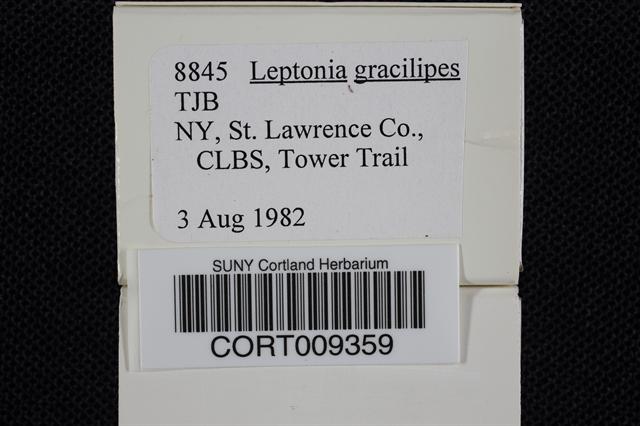 8845 Leptonia gracilipes
TJB
NY, St. Lawrence Co.,
CLBS, Tower Trail
3 Aug 1982
SUNY Cortland Herbarium
CORT009359